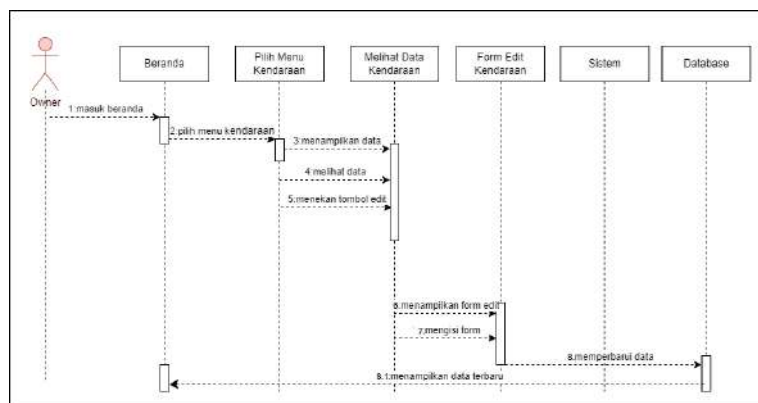 Beranda
Pilih Menu
Kendaraan
Melihat Data
Kendaraan
Form Edit
Kendaraan
Sistem
Database
Owner
1:masuk beranda
2:pilih menu kendaraan
3:menampilkan data
4:melihat data
5:menekan tombol edit
6:menampilkan form edit
7:mengisi form
8:memperbarui data
8.1:menampilkan data terbaru